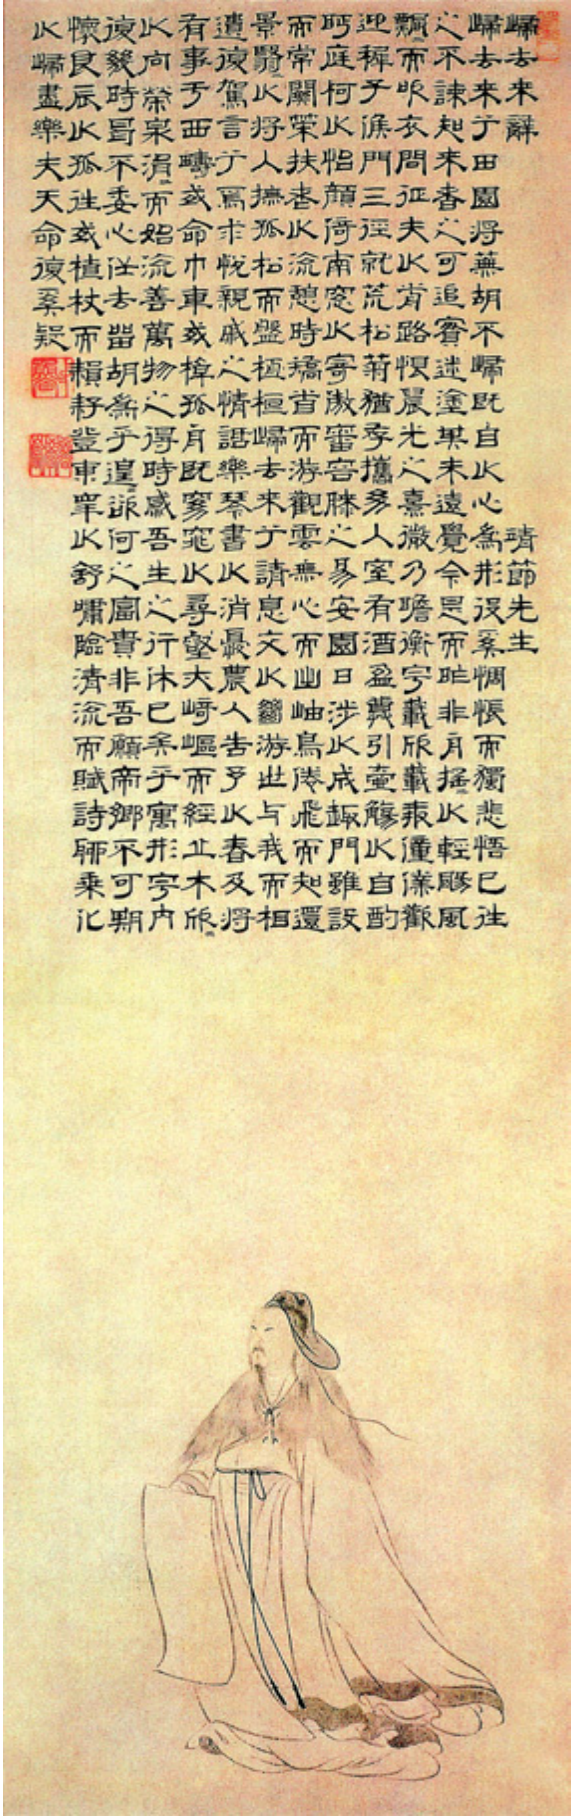 歸去來辭 靖節先生
歸去來兮田園將蕪胡不歸既自以心為形役奚惆悵而獨悲悟已往
之不諫知來者之可追實迷塗其未遠覺今是而昨非舟搖〻以輕颺風
飄〻而吹衣問征夫以前路恨晨光之熹微乃瞻衡宇載欣載奔僮僕歡
迎稚子候門三徑就荒松菊猶存攜幼入室有酒盈樽引壺觴以自酌
眄庭柯以怡顏倚南窓以寄傲審容膝之易安園日涉以成趣門雖設
而常關策扶老以流憩時矯首而游觀雲無心而出岫鳥倦飛而知還
景翳〻以將入撫孤松而盤桓歸去來兮請息交以絕游世与我而相
遺復駕言兮焉求悅親戚之情話樂琴書以消憂農人告予以春及將
有事乎西疇或命巾車或棹孤舟既窈窕以尋壑亦崎嶇而經丘木欣〻
以向榮泉涓〻而始流善萬物之得時感吾生之行休已矣乎寓形宇內
復幾時曷不委心任去留胡為乎遑〻欲何之富貴非吾願帝鄉不可期
懷良辰以孤往或植杖而耘耔登東皋以舒嘯臨清流而賦詩聊乘化
以歸盡樂夫天命復奚疑